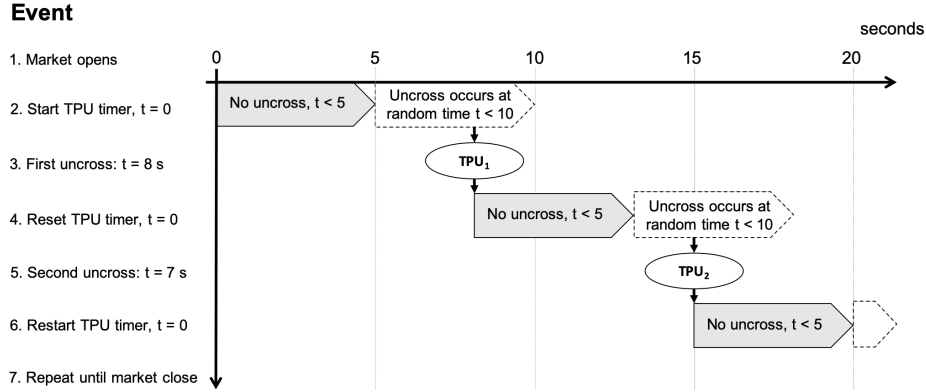 Event
seconds
1. Market opens
0 5 10 15 20
2. Start TPU timer, t = 0
No uncross, t < 5
Uncross occurs at
random time t < 10
3. First uncross: t = 8 s
TPU₁
4. Reset TPU timer, t = 0
No uncross, t < 5
Uncross occurs at
random time t < 10
5. Second uncross: t = 7 s
TPU₂
6. Restart TPU timer, t = 0
No uncross, t < 5
7. Repeat until market close